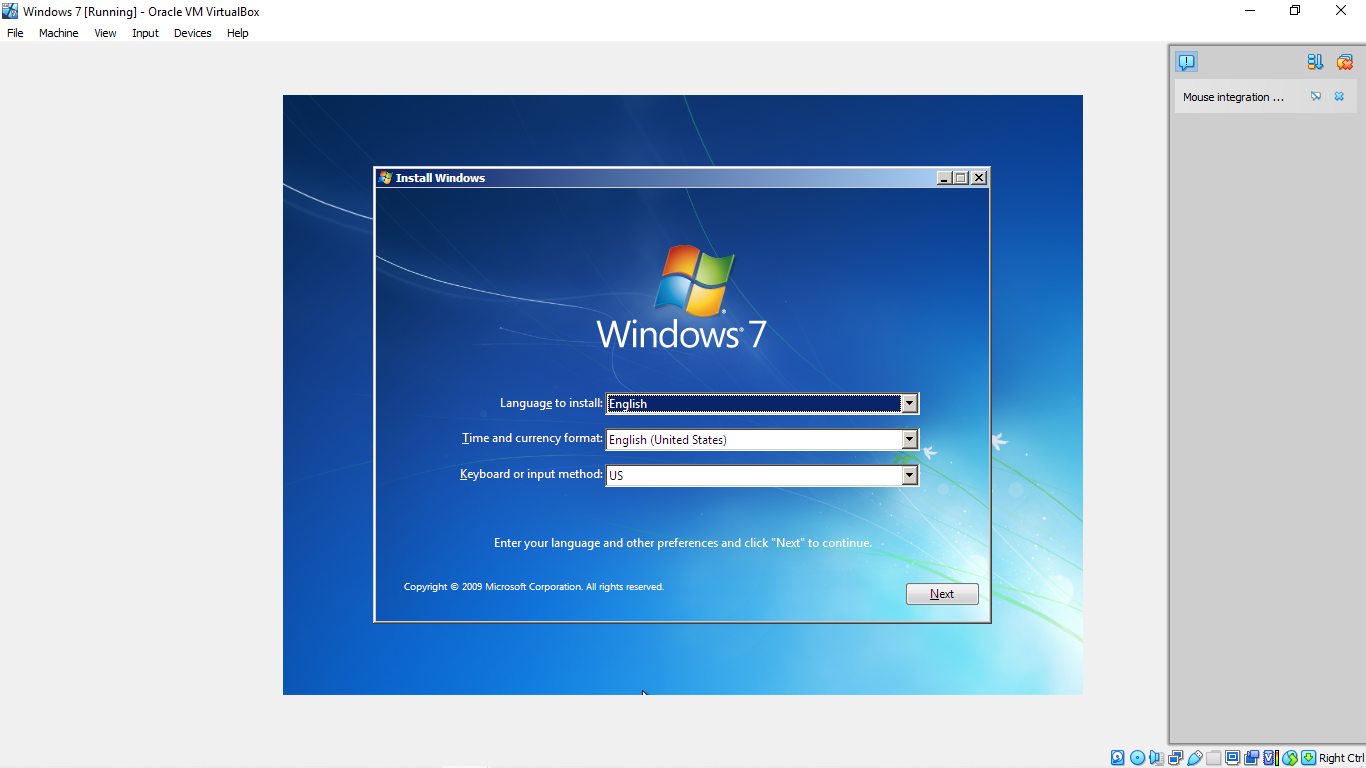 Windows 7 [Running] - Oracle VM VirtualBox
File Machine View Input Devices Help
Mouse integration ...
Install Windows
Windows® 7
Language to install: English
Time and currency format: English (United States)
Keyboard or input method: US
Enter your language and other preferences and click "Next" to continue.
Copyright © 2009 Microsoft Corporation. All rights reserved.
Next
Right Ctrl